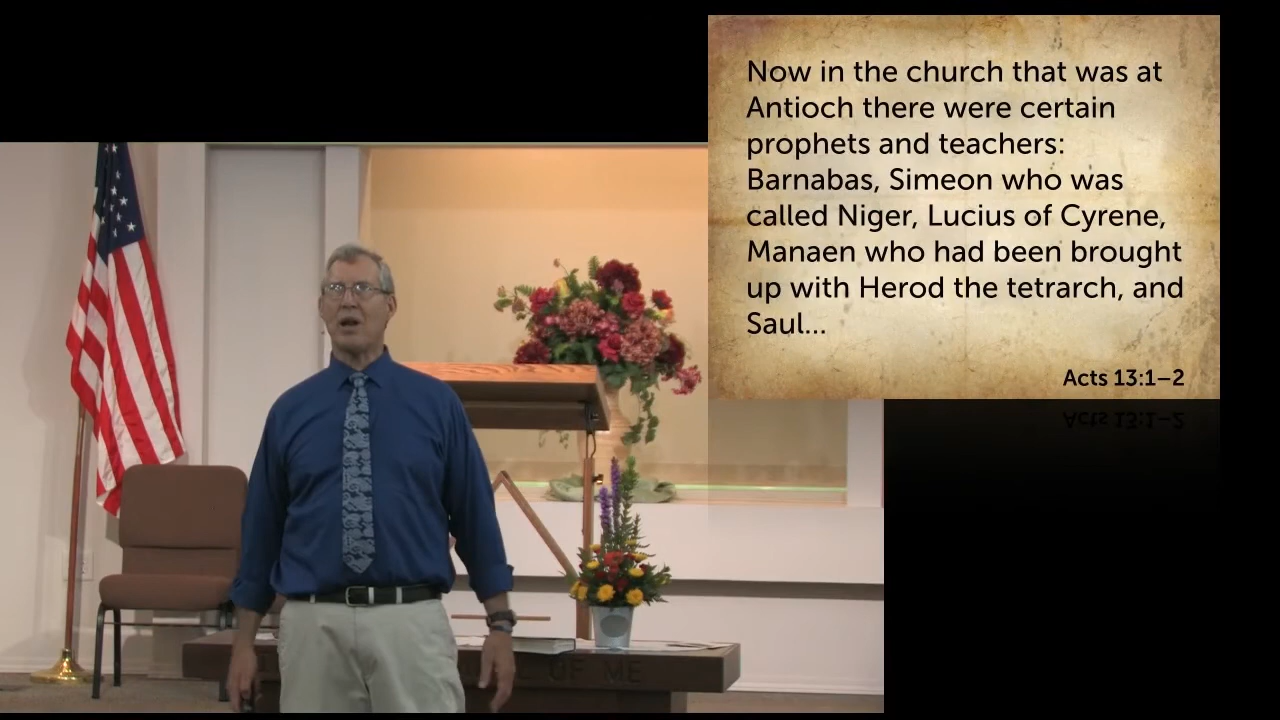 Now in the church that was at
Antioch there were certain
prophets and teachers:
Barnabas, Simeon who was
called Niger, Lucius of Cyrene,
Manaen who had been brought
up with Herod the tetrarch, and
Saul...
Acts 13:1–2
OF ME